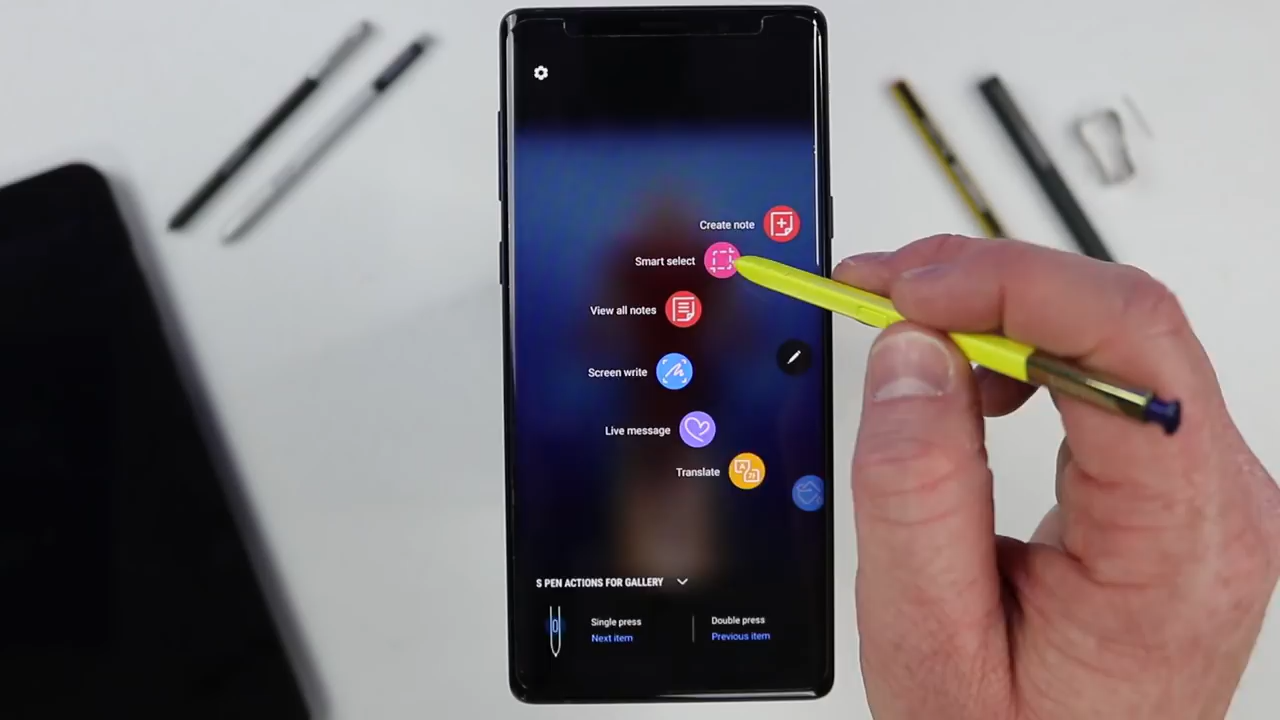 Create note
Smart select
View all notes
Screen write
Live message
Translate
S PEN ACTIONS FOR GALLERY
Single press
Next item
Double press
Previous item